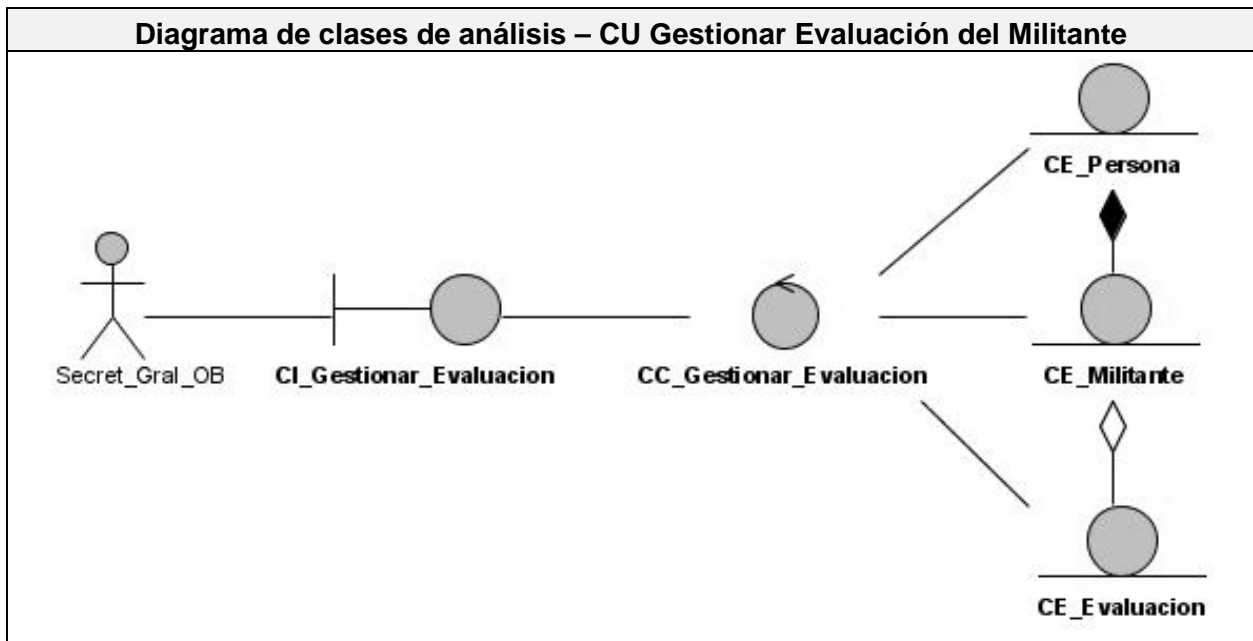 Diagrama de clases de análisis – CU Gestionar Evaluación del Militante
CE_Persona
Secret_Gral_OB
CI_Gestionar_Evaluacion
CC_Gestionar_Evaluacion
CE_Militante
CE_Evaluacion